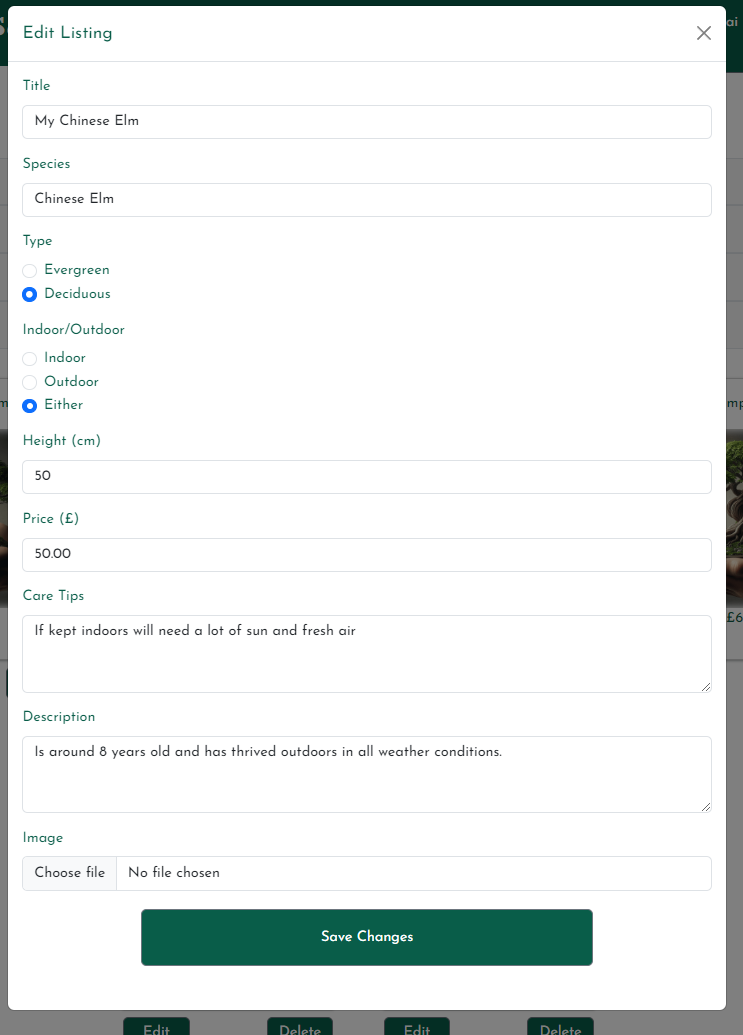 Edit Listing
Title
My Chinese Elm
Species
Chinese Elm
Type
Evergreen
Deciduous
Indoor/Outdoor
Indoor
Outdoor
Either
Height (cm)
50
Price (£)
50.00
Care Tips
If kept indoors will need a lot of sun and fresh air
Description
Is around 8 years old and has thrived outdoors in all weather conditions.
Image
Choose file No file chosen
Save Changes
Edit Delete Edit Delete